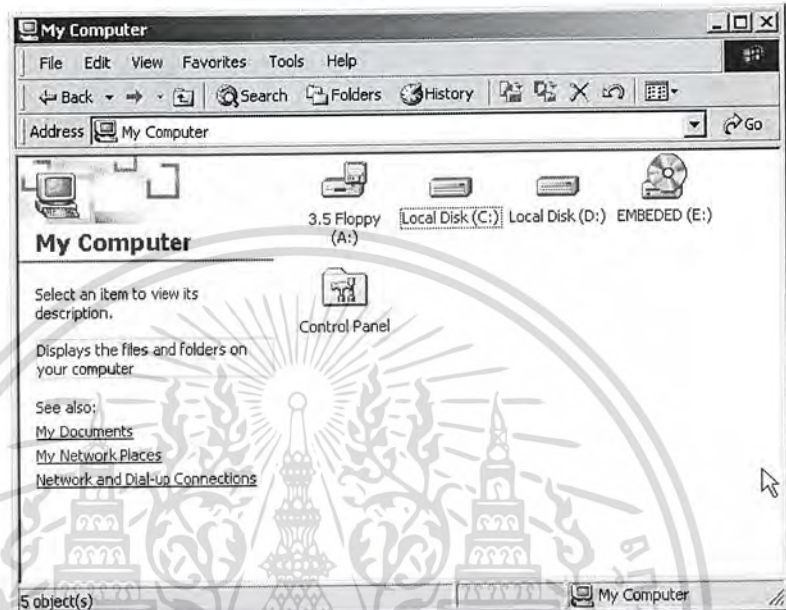 My Computer
File Edit View Favorites Tools Help
Back Search Folders History
Address My Computer Go
3.5 Floppy (A:)
Local Disk (C:)
Local Disk (D:)
EMBEDED (E:)
My Computer
Select an item to view its
description.
Control Panel
Displays the files and folders on
your computer
See also:
My Documents
My Network Places
Network and Dial-up Connections
5 object(s) My Computer